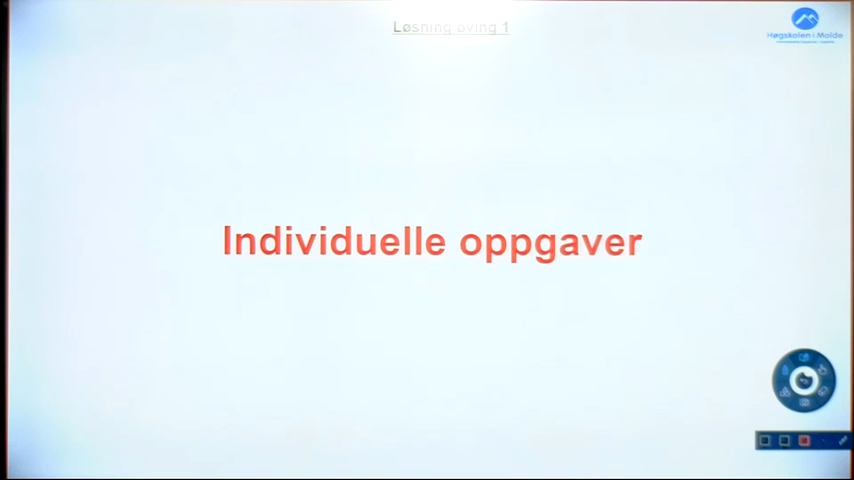 Løsning øving 1
Høgskolen i Molde
Individuelle oppgaver